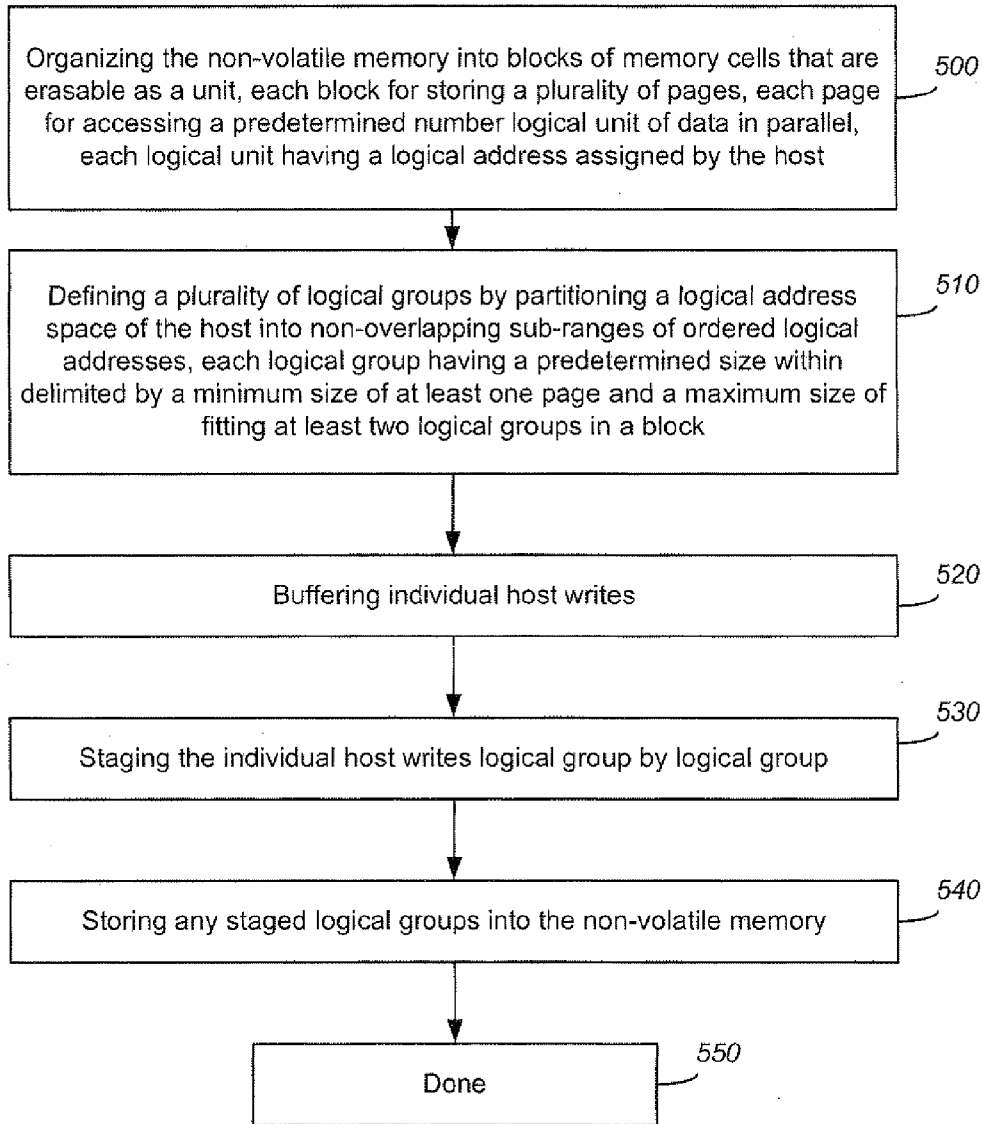 Organizing the non-volatile memory into blocks of memory cells that are
erasable as a unit, each block for storing a plurality of pages, each page
for accessing a predetermined number logical unit of data in parallel,
each logical unit having a logical address assigned by the host
500
Defining a plurality of logical groups by partitioning a logical address
space of the host into non-overlapping sub-ranges of ordered logical
addresses, each logical group having a predetermined size within
delimited by a minimum size of at least one page and a maximum size of
fitting at least two logical groups in a block
510
Buffering individual host writes
520
Staging the individual host writes logical group by logical group
530
Storing any staged logical groups into the non-volatile memory
540
Done
550